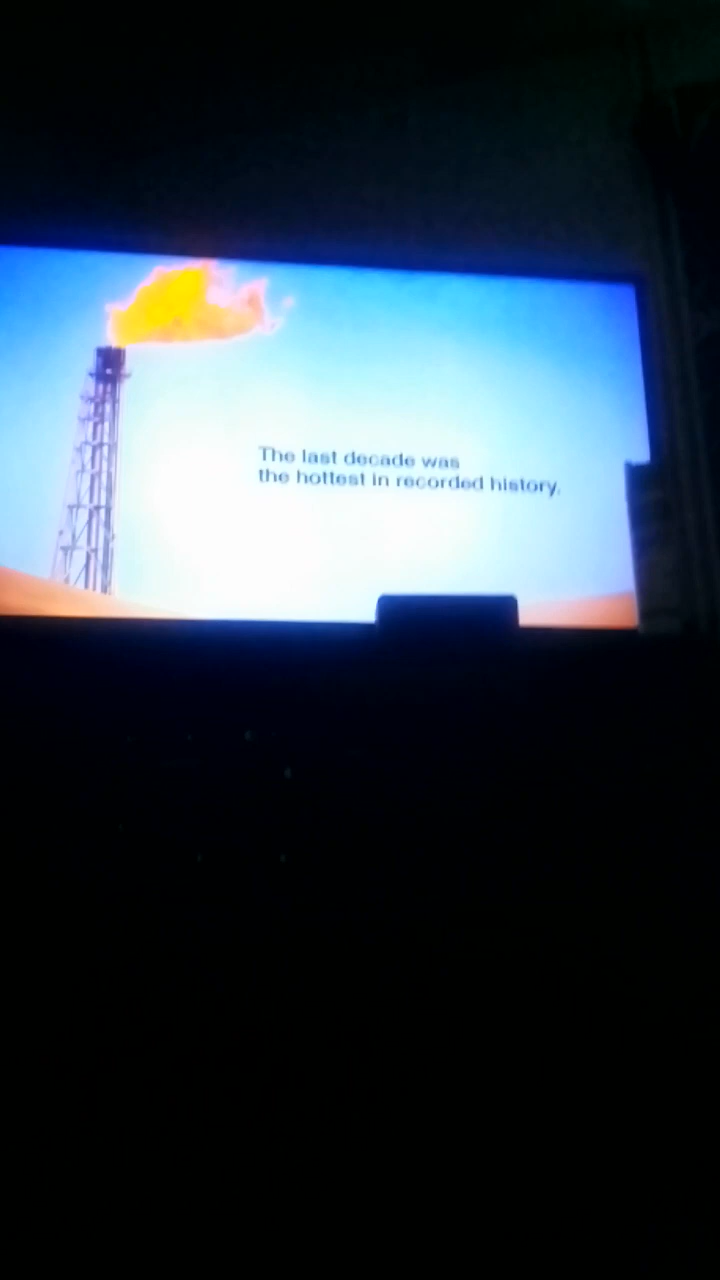 The last decade was
the hottest in recorded history.